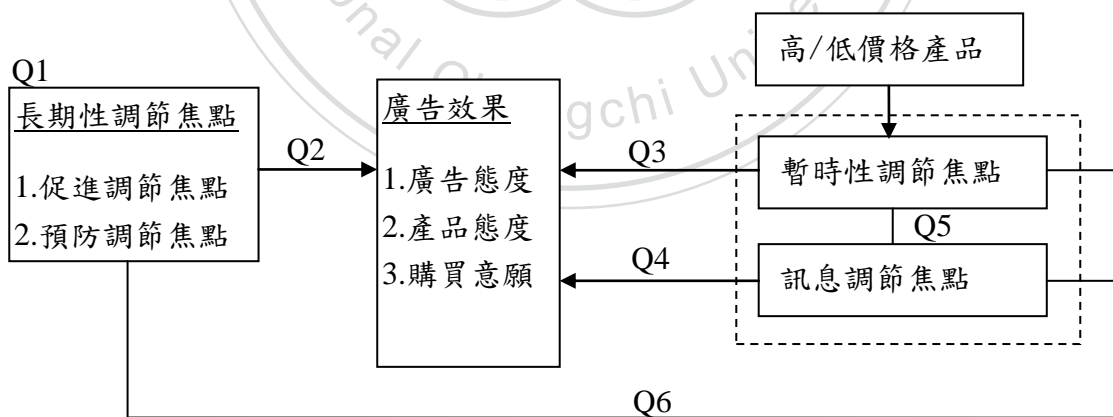 高/低價格產品
Q1
長期性調節焦點
1.促進調節焦點
2.預防調節焦點
Q2
廣告效果
1.廣告態度
2.產品態度
3.購買意願
Q3
暫時性調節焦點
Q5
Q4
訊息調節焦點
Q6
gchi Uni